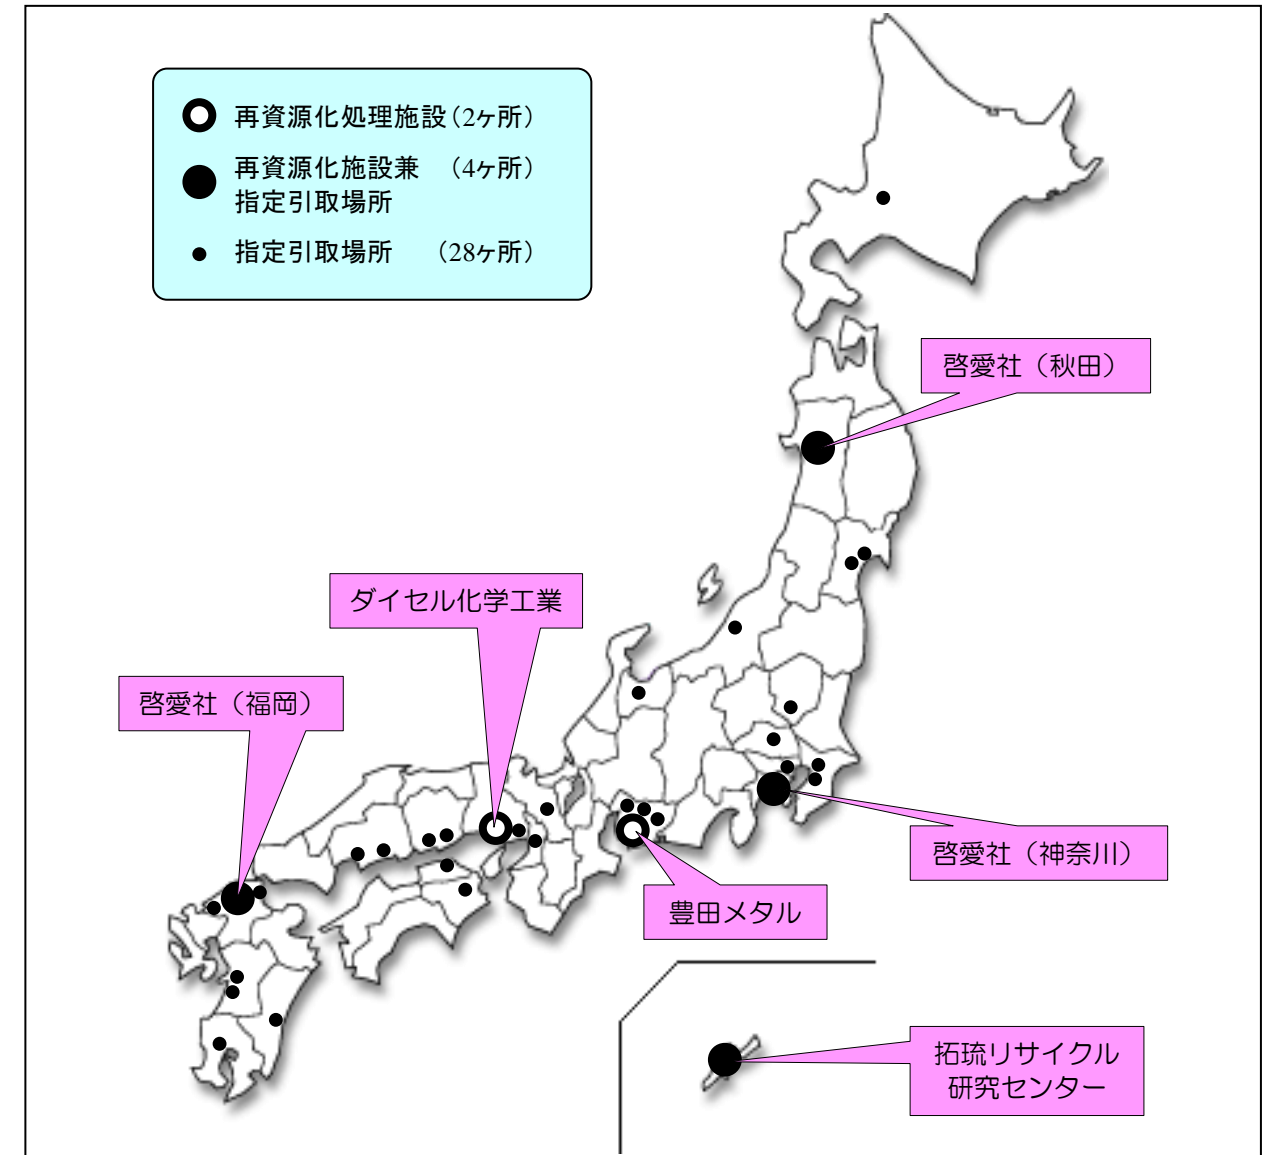 再資源化処理施設（2ヶ所）
再資源化施設兼　（4ヶ所）
指定引取場所
指定引取場所　（28ヶ所）
啓愛社（秋田）
ダイセル化学工業
啓愛社（福岡）
啓愛社（神奈川）
豊田メタル
拓琉リサイクル
研究センター